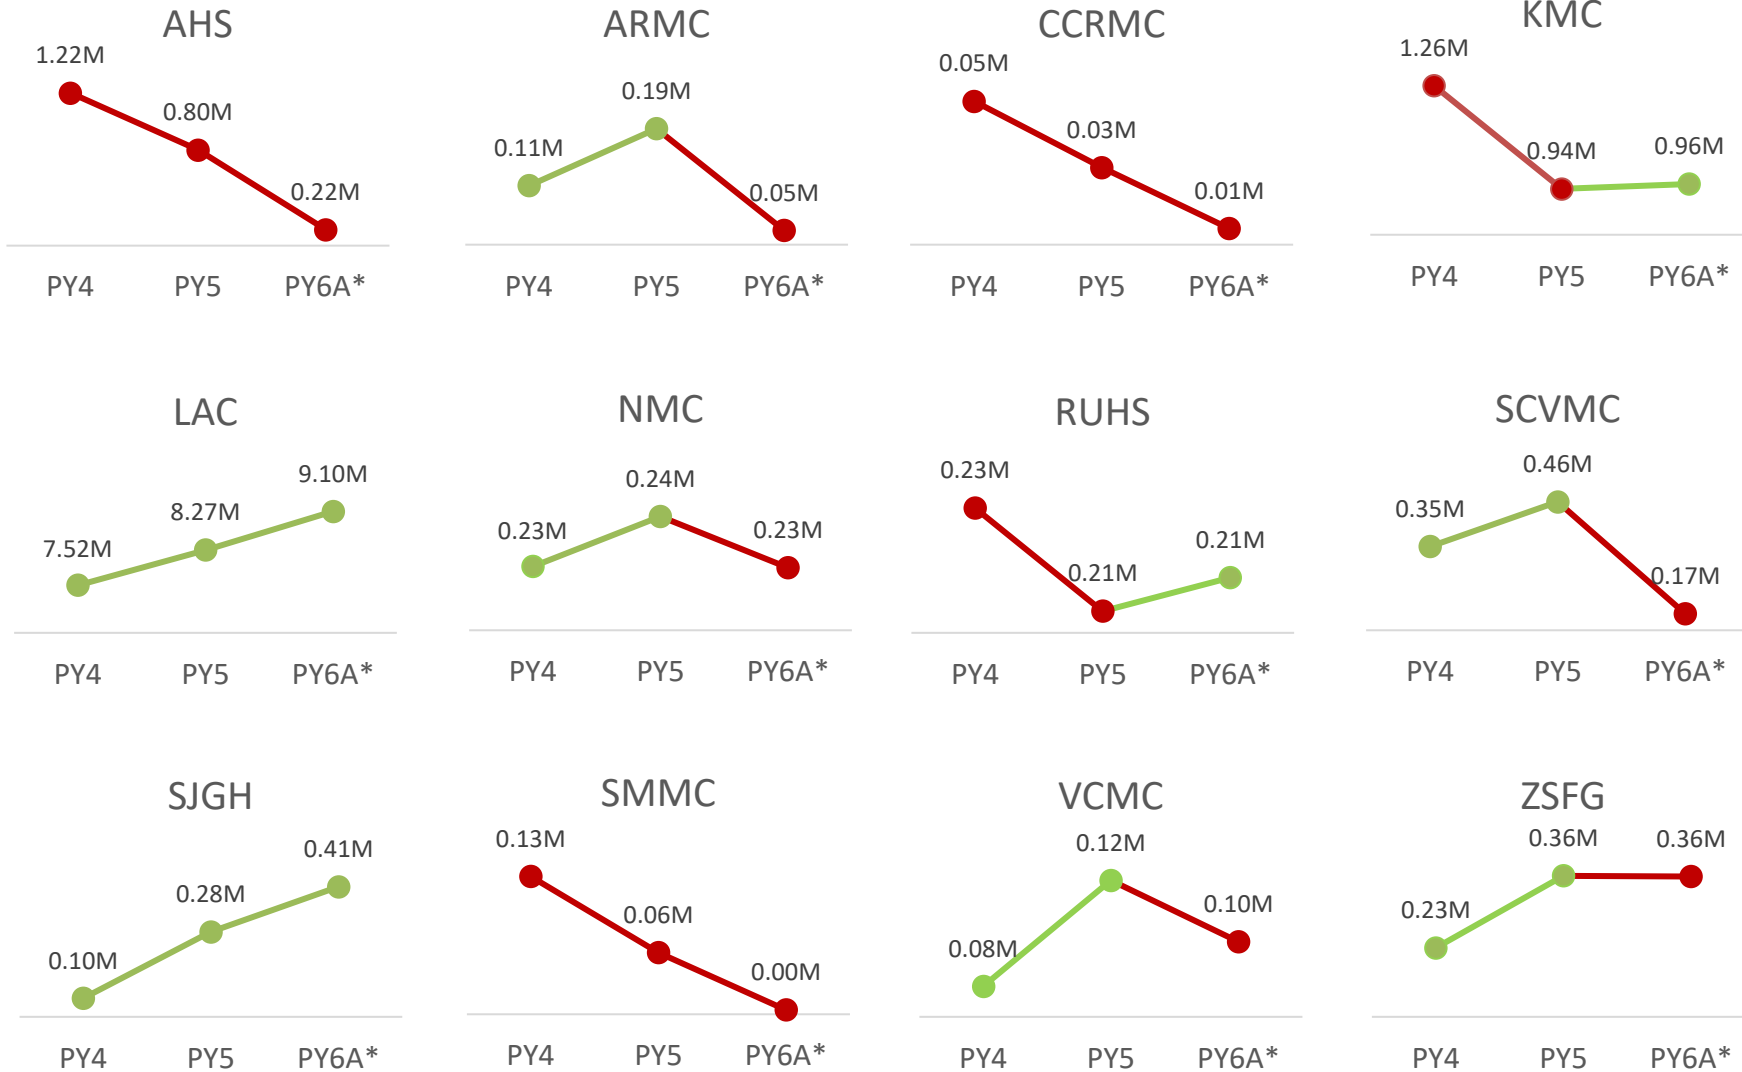 AHS
1.22M
0.80M
0.22M
PY4 PY5 PY6A*
ARMC
0.11M
0.19M
0.05M
PY4 PY5 PY6A*
CCRMC
0.05M
0.03M
0.01M
PY4 PY5 PY6A*
KMC
1.26M
0.94M
0.96M
PY4 PY5 PY6A*
LAC
7.52M
8.27M
9.10M
PY4 PY5 PY6A*
NMC
0.23M
0.24M
0.23M
PY4 PY5 PY6A*
RUHS
0.23M
0.21M
0.21M
PY4 PY5 PY6A*
SCVMC
0.35M
0.46M
0.17M
PY4 PY5 PY6A*
SJGH
0.10M
0.28M
0.41M
PY4 PY5 PY6A*
SMMC
0.13M
0.06M
0.00M
PY4 PY5 PY6A*
VCMC
0.08M
0.12M
0.10M
PY4 PY5 PY6A*
ZSFG
0.23M
0.36M
0.36M
PY4 PY5 PY6A*